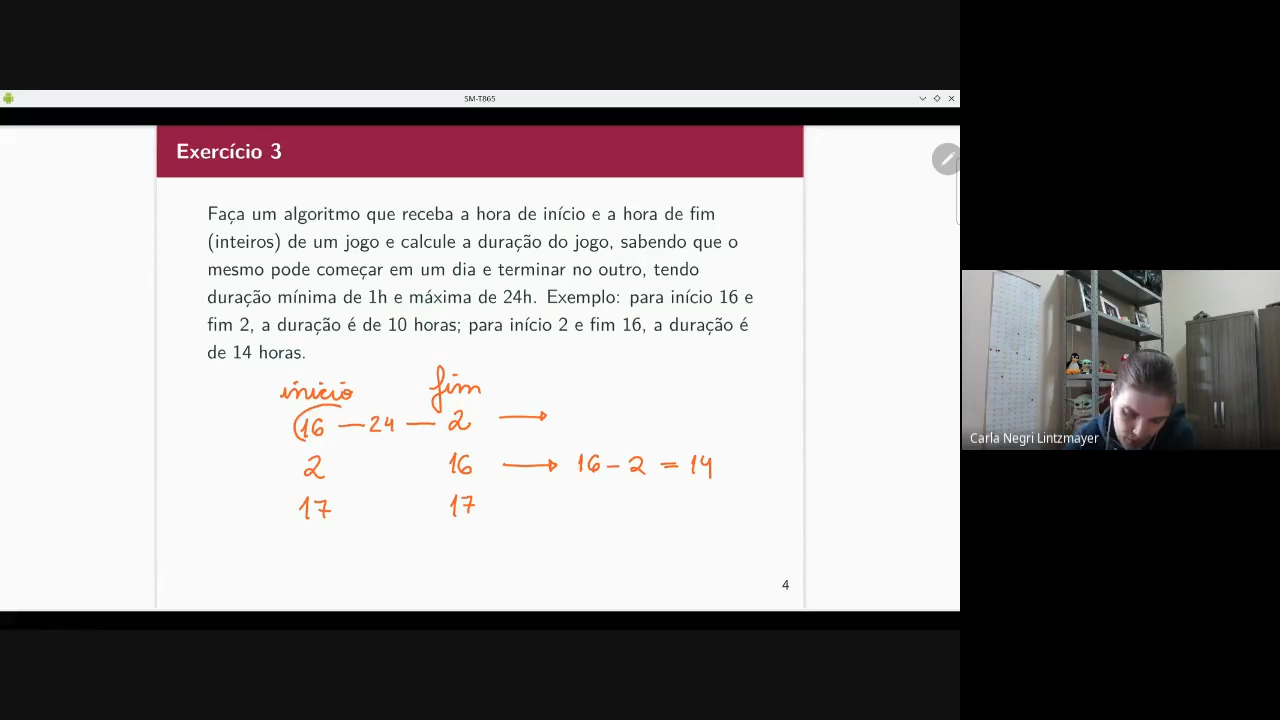 SM-T865
Exercício 3
Faça um algoritmo que receba a hora de início e a hora de fim
(inteiros) de um jogo e calcule a duração do jogo, sabendo que o
mesmo pode começar em um dia e terminar no outro, tendo
duração mínima de 1h e máxima de 24h. Exemplo: para início 16 e
fim 2, a duração é de 10 horas; para início 2 e fim 16, a duração é
de 14 horas.
início fim
16 — 24 — 2 →
2 16 → 16 - 2 = 14
17 17
4
Carla Negri Lintzmayer